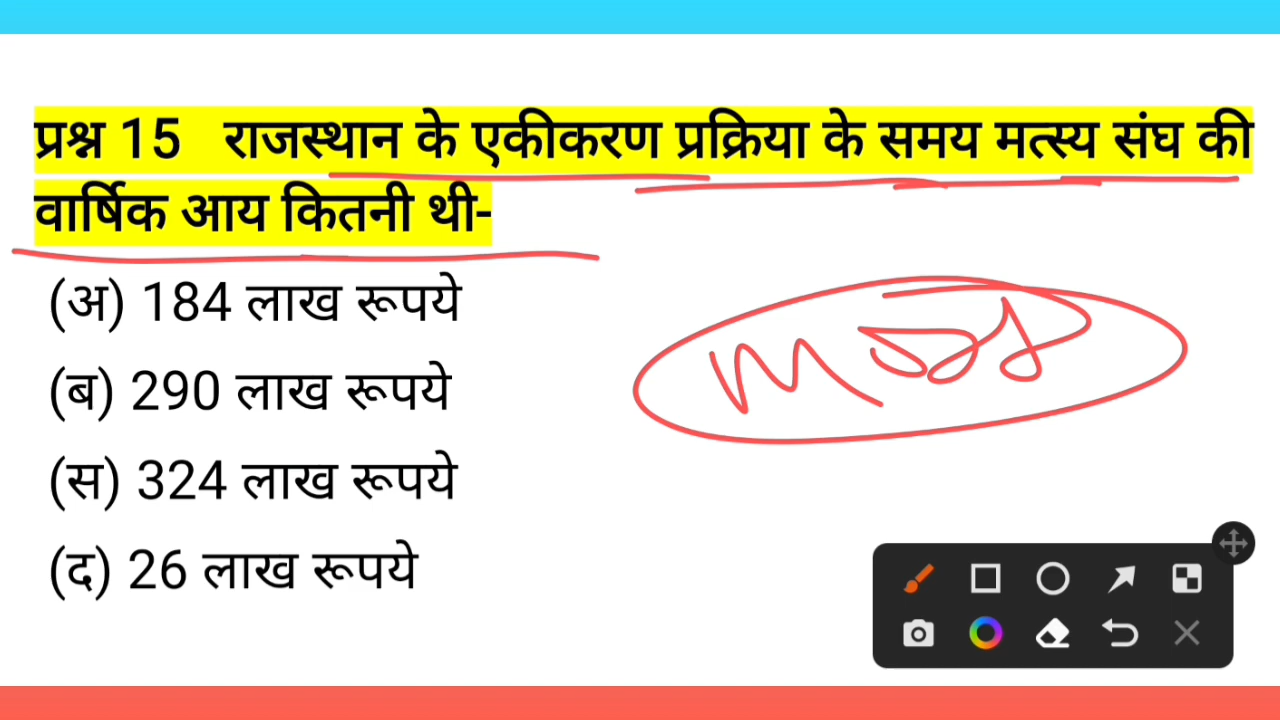 प्रश्न 15 राजस्थान के एकीकरण प्रक्रिया के समय मत्स्य संघ की
वार्षिक आय कितनी थी-
(अ) 184 लाख रूपये
(ब) 290 लाख रूपये
(स) 324 लाख रूपये
(द) 26 लाख रूपये